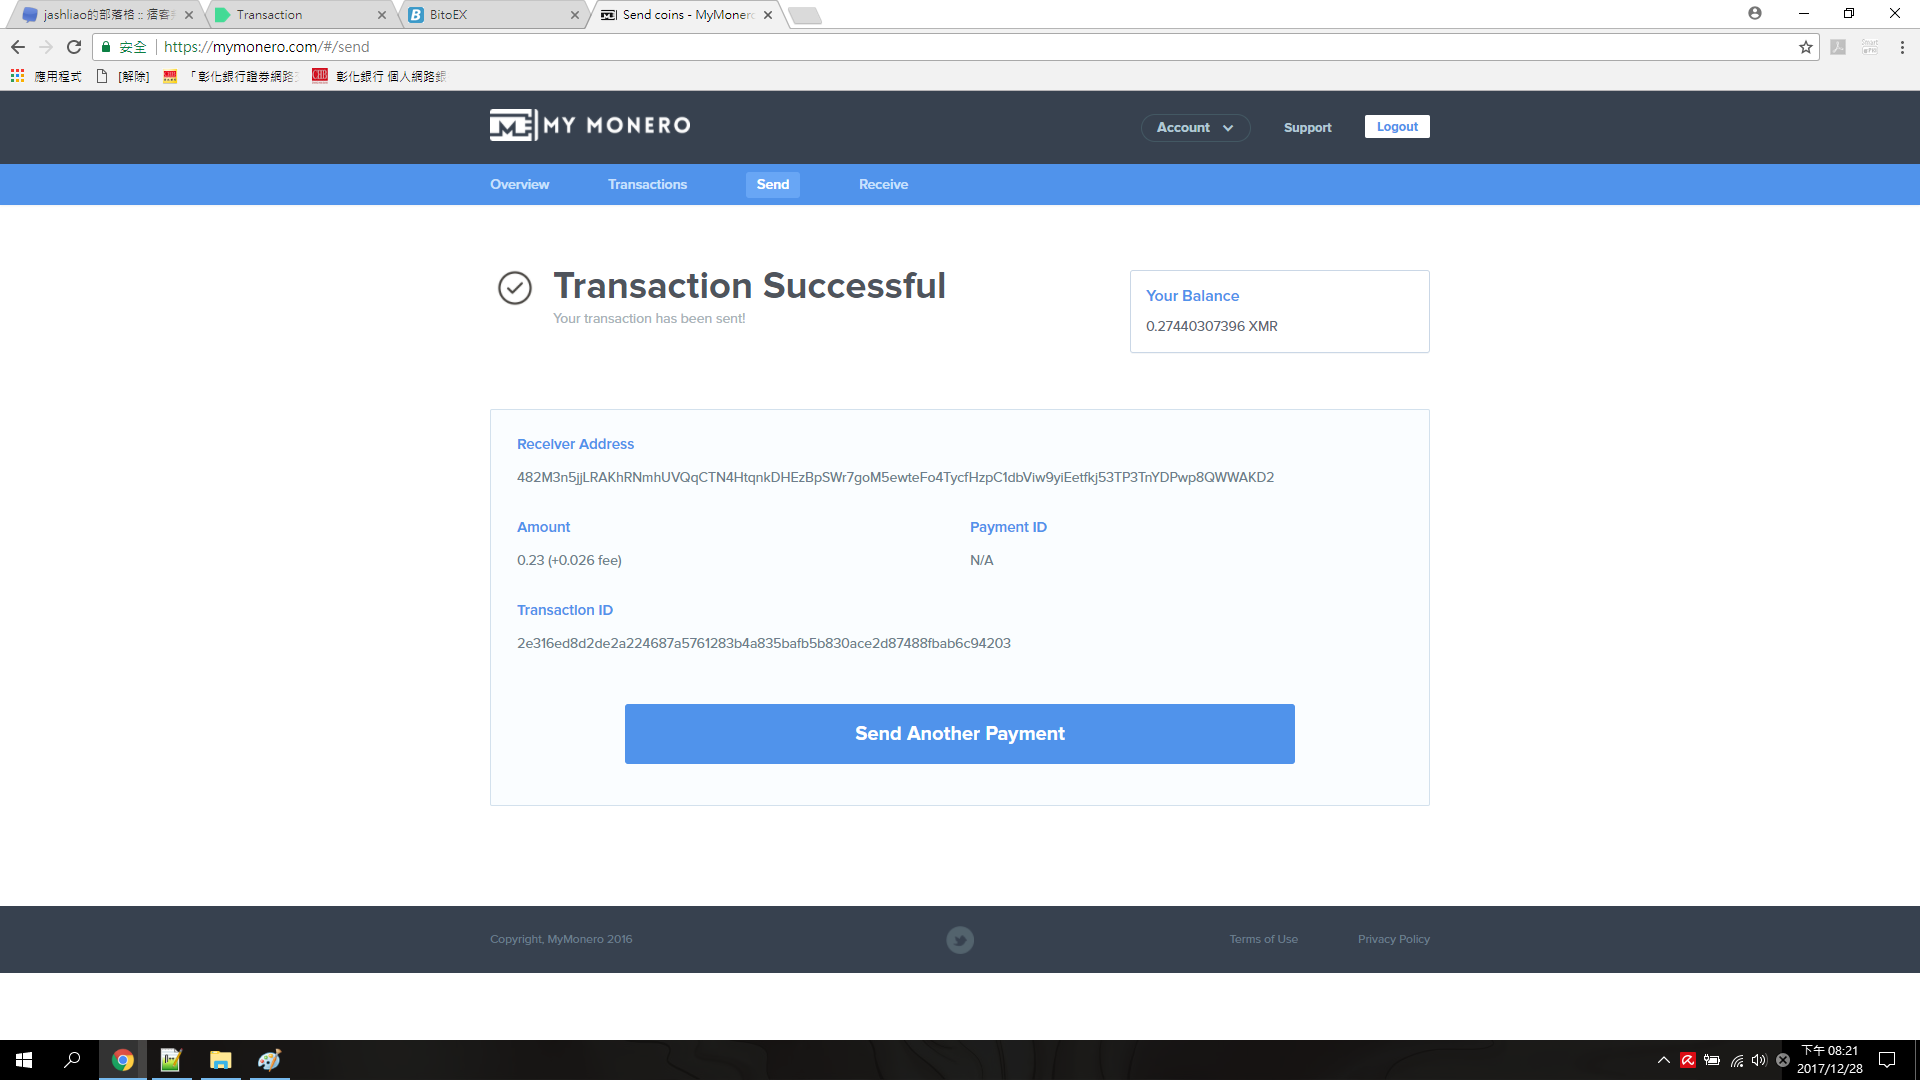 jashliao的部落格 :: 痞客
Transaction
BitoEX
Send coins - MyMonero
安全
https://mymonero.com/#/send
應用程式
[解除]
「彰化銀行證券網路
彰化銀行 個人網路銀
MY MONERO
Account
Support
Logout
Overview
Transactions
Send
Receive
Transaction Successful
Your transaction has been sent!
Your Balance
0.27440307396 XMR
Receiver Address
482M3n5jjLRAKhRNmhUVQqCTN4HtqnkDHEzBpSWr7goM5ewteFo4TycfHzpC1dbViw9yiEetfkj53TP3TnYDPwp8QWWAKD2
Amount
Payment ID
0.23 (+0.026 fee)
N/A
Transaction ID
2e316ed8d2de2a224687a5761283b4a835bafb5b830ace2d87488fbab6c94203
Send Another Payment
Copyright, MyMonero 2016
Terms of Use
Privacy Policy
下午 08:21
2017/12/28